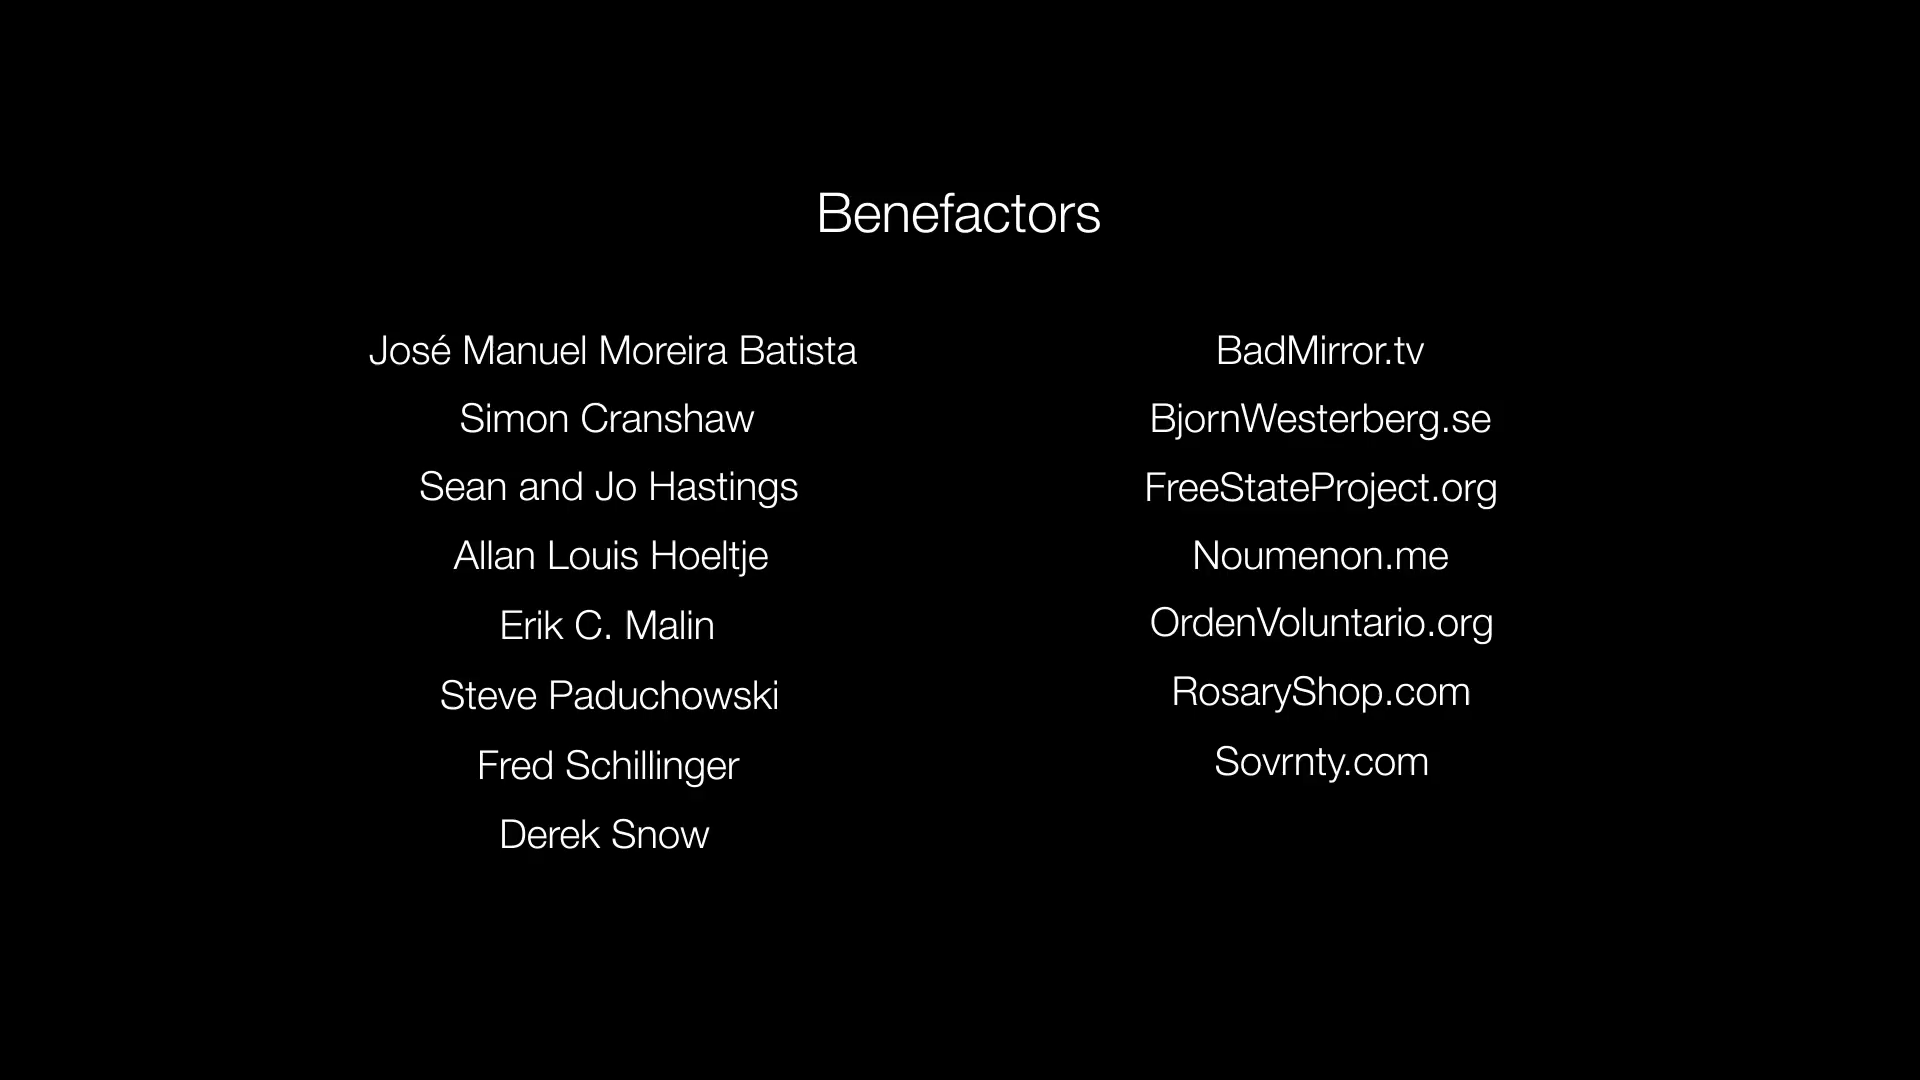 Benefactors
José Manuel Moreira Batista
Simon Cranshaw
Sean and Jo Hastings
Allan Louis Hoeltje
Erik C. Malin
Steve Paduchowski
Fred Schillinger
Derek Snow
BadMirror.tv
BjornWesterberg.se
FreeStateProject.org
Noumenon.me
OrdenVoluntario.org
RosaryShop.com
Sovrnty.com